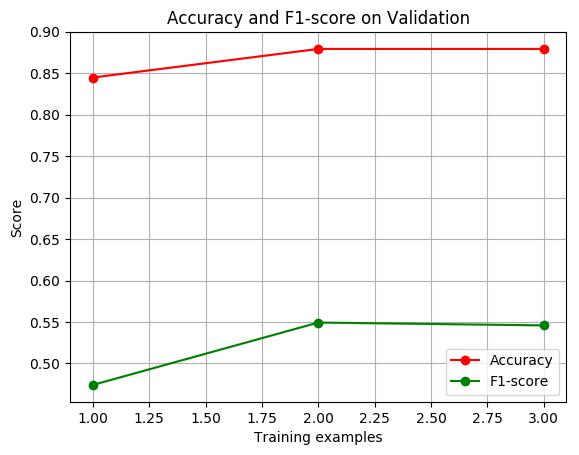 Accuracy and F1-score on Validation
0.90
0.85
0.80
0.75
0.70
0.65
0.60
0.55
0.50
Score
Accuracy
F1-score
1.00 1.25 1.50 1.75 2.00 2.25 2.50 2.75 3.00
Training examples